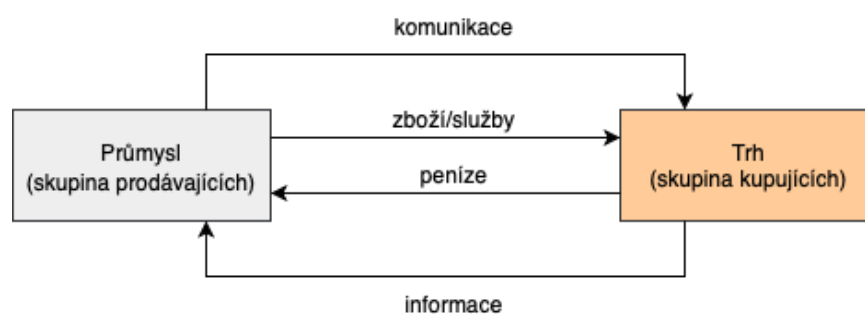 komunikace
zboží/služby
Průmysl
(skupina prodávajících)
Trh
(skupina kupujících)
peníze
informace